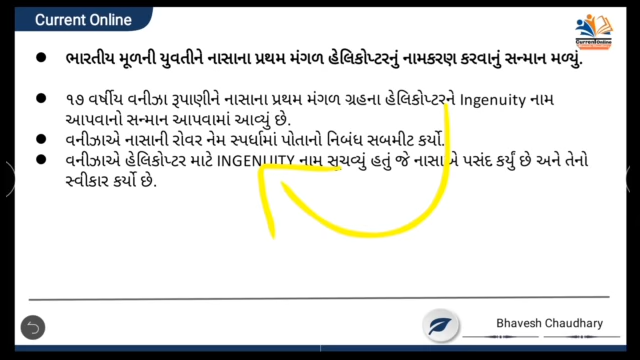 Current Online
Current Online
ભારતીય મૂળની યુવતીને નાસાના પ્રથમ મંગળ હેલિકોપ્ટરનું નામકરણ કરવાનું સન્માન મળ્યું.
૧૭ વર્ષીય વનીઝા રૂપાણીને નાસાના પ્રથમ મંગળ ગ્રહના હેલિકોપ્ટરને Ingenuity નામ
આપવાનો સન્માન આપવામાં આવ્યું છે.
વનીઝાએ નાસાની રોવર નેમ સ્પર્ધામાં પોતાનો નિબંધ સબમીટ કર્યો.
વનીઝાએ હેલિકોપ્ટર માટે INGENUITY નામ સૂચવ્યું હતું જે નાસાએ પસંદ કર્યું છે અને તેનો
સ્વીકાર કર્યો છે.
Bhavesh Chaudhary